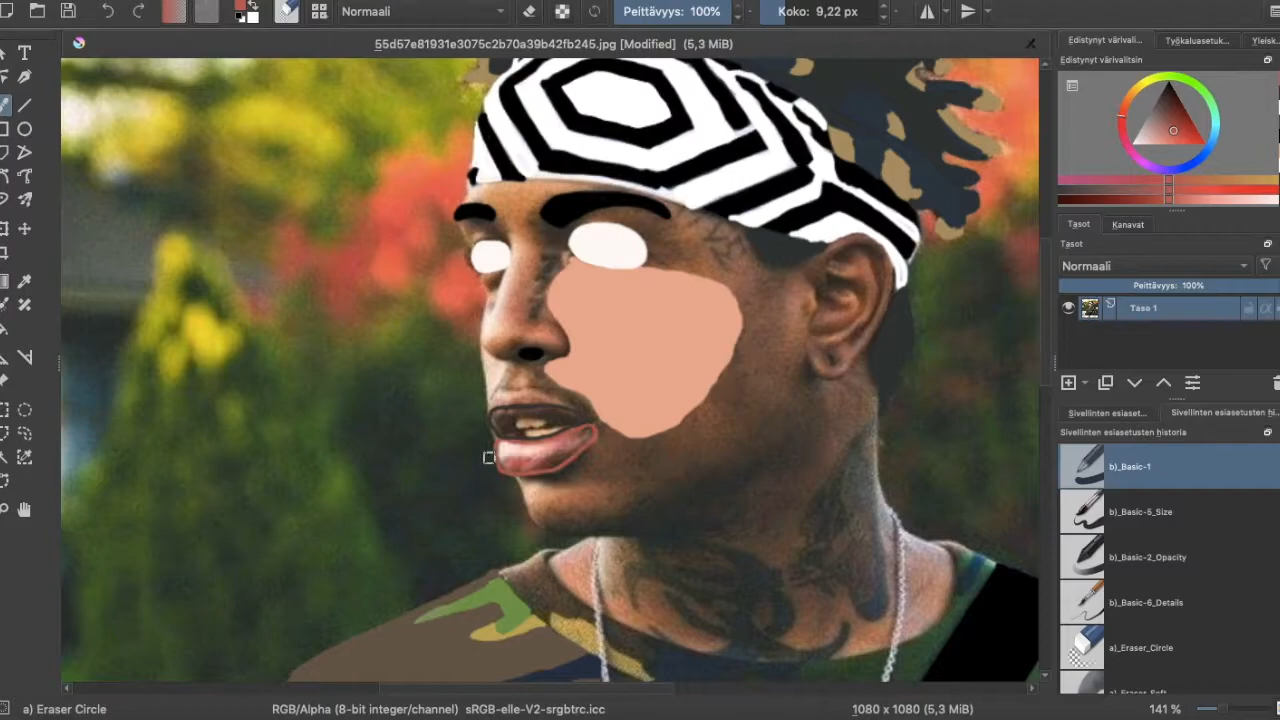 Normaali
Peittävyys: 100%
Koko: 9,22 px
55d57e81931e3075c2b70a39b42fb245.jpg [Modified] (5,3 MiB)
Edistynyt värivali...
Työkaluasetuk...
Yleisk
Edistynyt värivalitsin
Tasot
Kanavat
Tasot
Normaali
Peittävyys: 100%
Taso 1
Sivellinten esiaset...
Sivellinten esiasetusten hi...
Sivellinten esiasetusten historia
b)_Basic-1
b)_Basic-5_Size
b)_Basic-2_Opacity
b)_Basic-6_Details
a)_Eraser_Circle
a)_Eraser_Soft
a) Eraser Circle
RGB/Alpha (8-bit integer/channel) sRGB-elle-V2-srgbtrc.icc
1080 x 1080 (5,3 MiB)
141 %